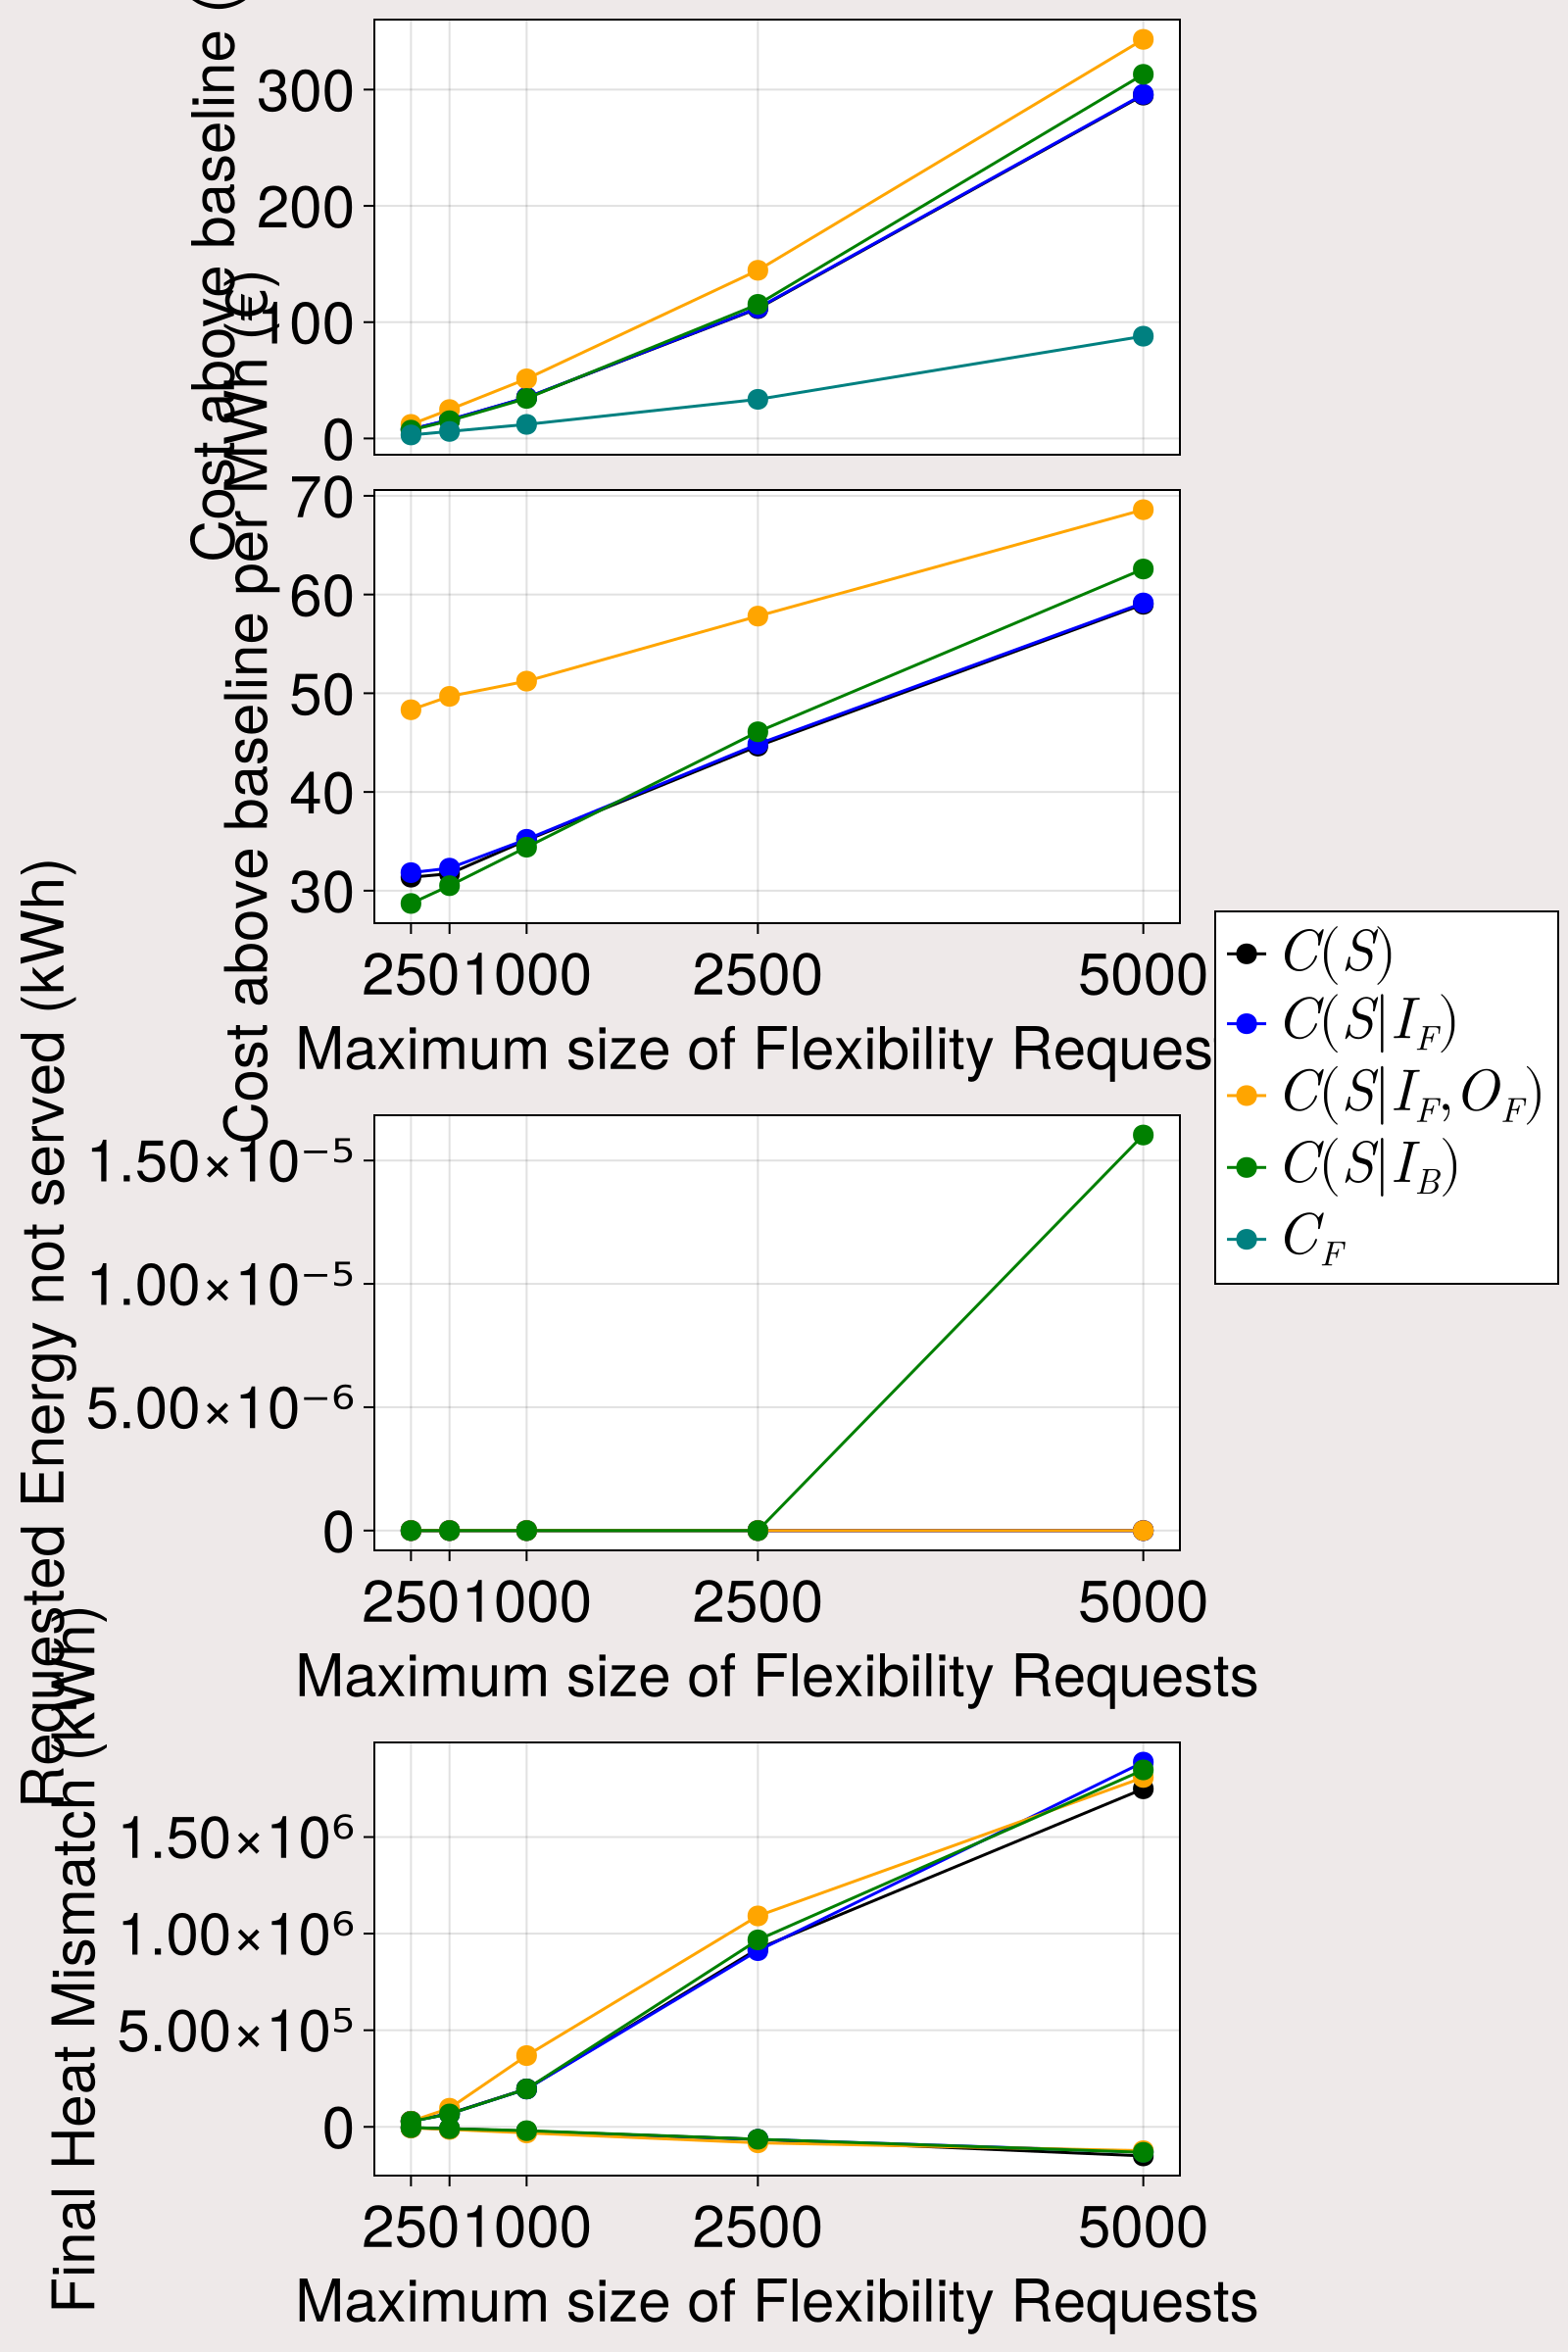 Cost above baseline (
300
200
100
0
Cost above baseline per MWh (€)
70
60
50
40
30
250 1000 2500 5000
Maximum size of Flexibility Reques
C(S)
C(S|I_F)
C(S|I_F, O_F)
C(S|I_B)
C_F
Requested Energy not served (kWh)
1.50×10⁻⁵
1.00×10⁻⁵
5.00×10⁻⁶
0
250 1000 2500 5000
Maximum size of Flexibility Requests
Final Heat Mismatch (kWh)
1.50×10⁶
1.00×10⁶
5.00×10⁵
0
250 1000 2500 5000
Maximum size of Flexibility Requests